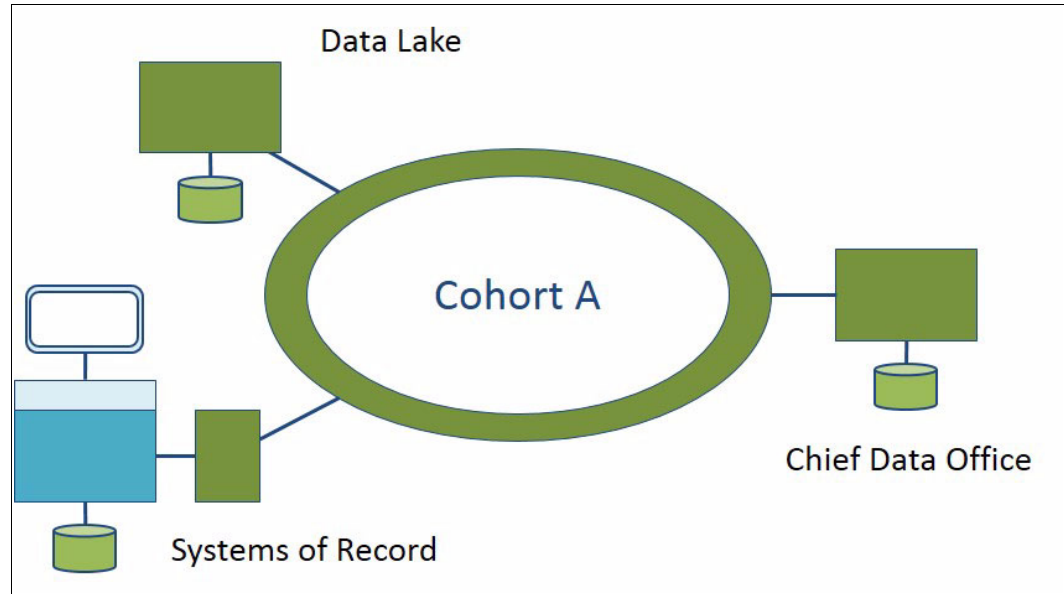 Data Lake
Cohort A
Chief Data Office
Systems of Record